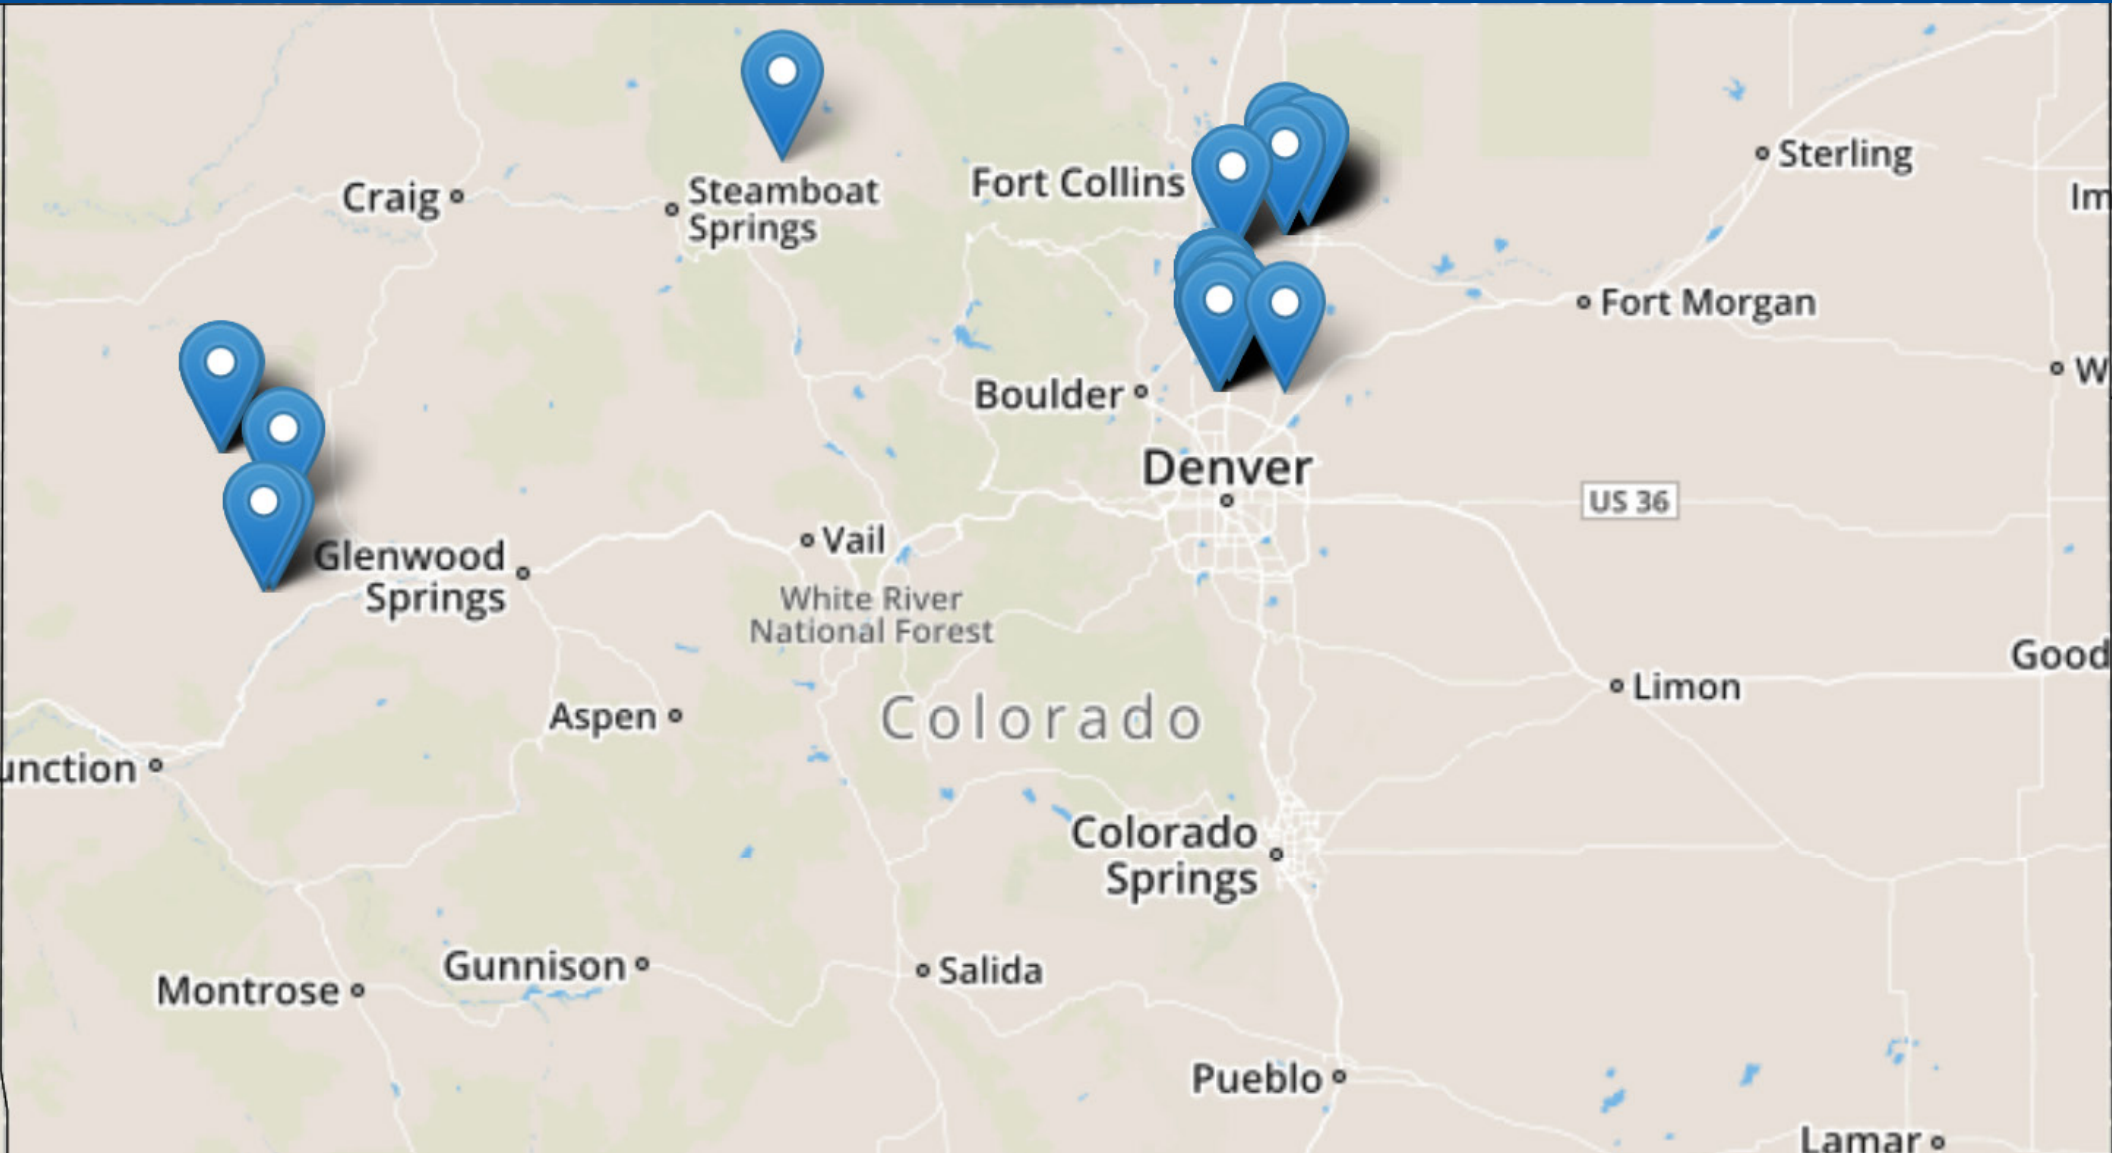 Sterling
Fort Collins
Steamboat
Springs
Craig
Im
Fort Morgan
W
Boulder
Denver
US 36
Vail
Glenwood
Springs
White River
National Forest
Good
Limon
Aspen
Colorado
unction
Colorado
Springs
Gunnison
Salida
Montrose
Pueblo
Lamar